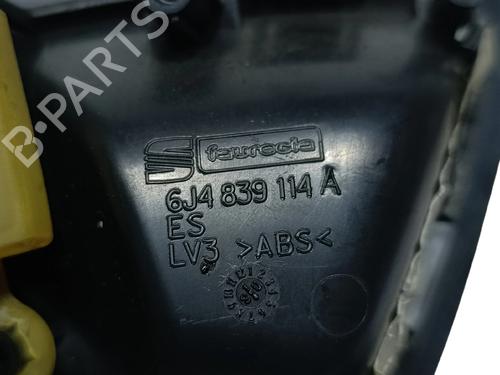 faurecia
6J4 839 114 A
ES
LV3 >ABS<
B-PARTS